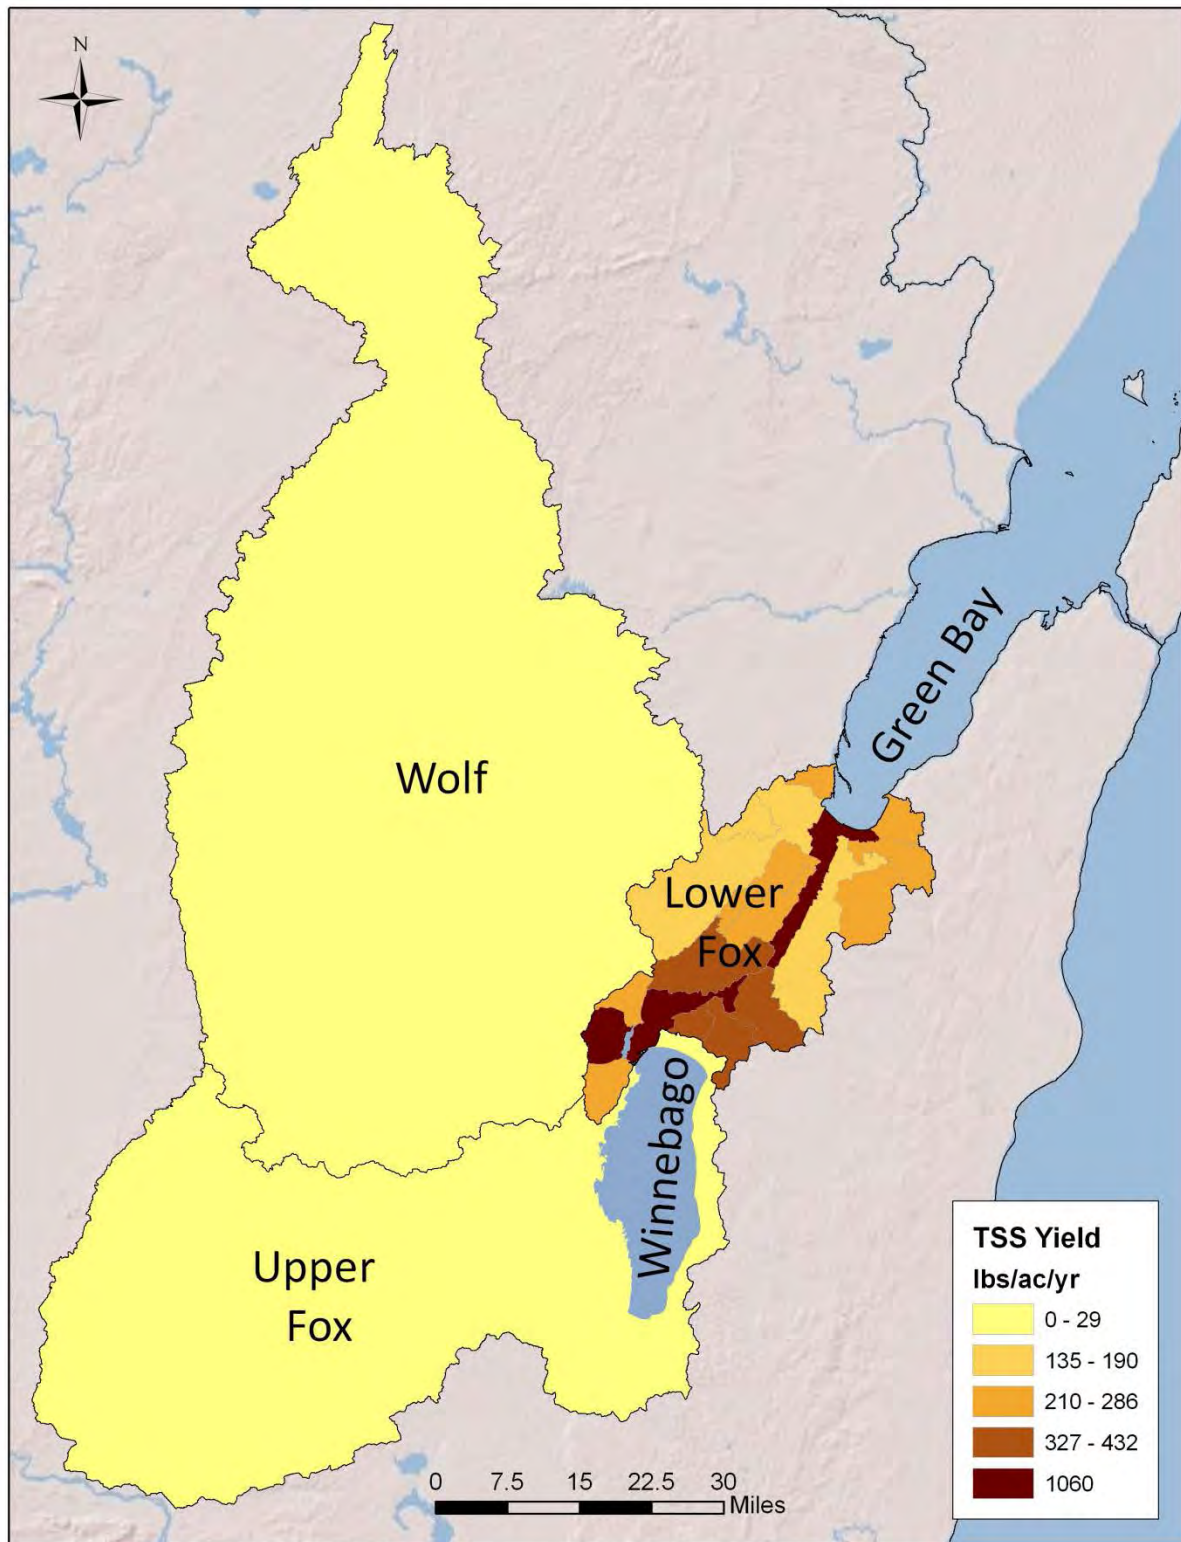 N
Green Bay
Wolf
Lower
Fox
Winnebago
Upper
Fox
TSS Yield
lbs/ac/yr
0 - 29
135 - 190
210 - 286
327 - 432
1060
0 7.5 15 22.5 30
Miles